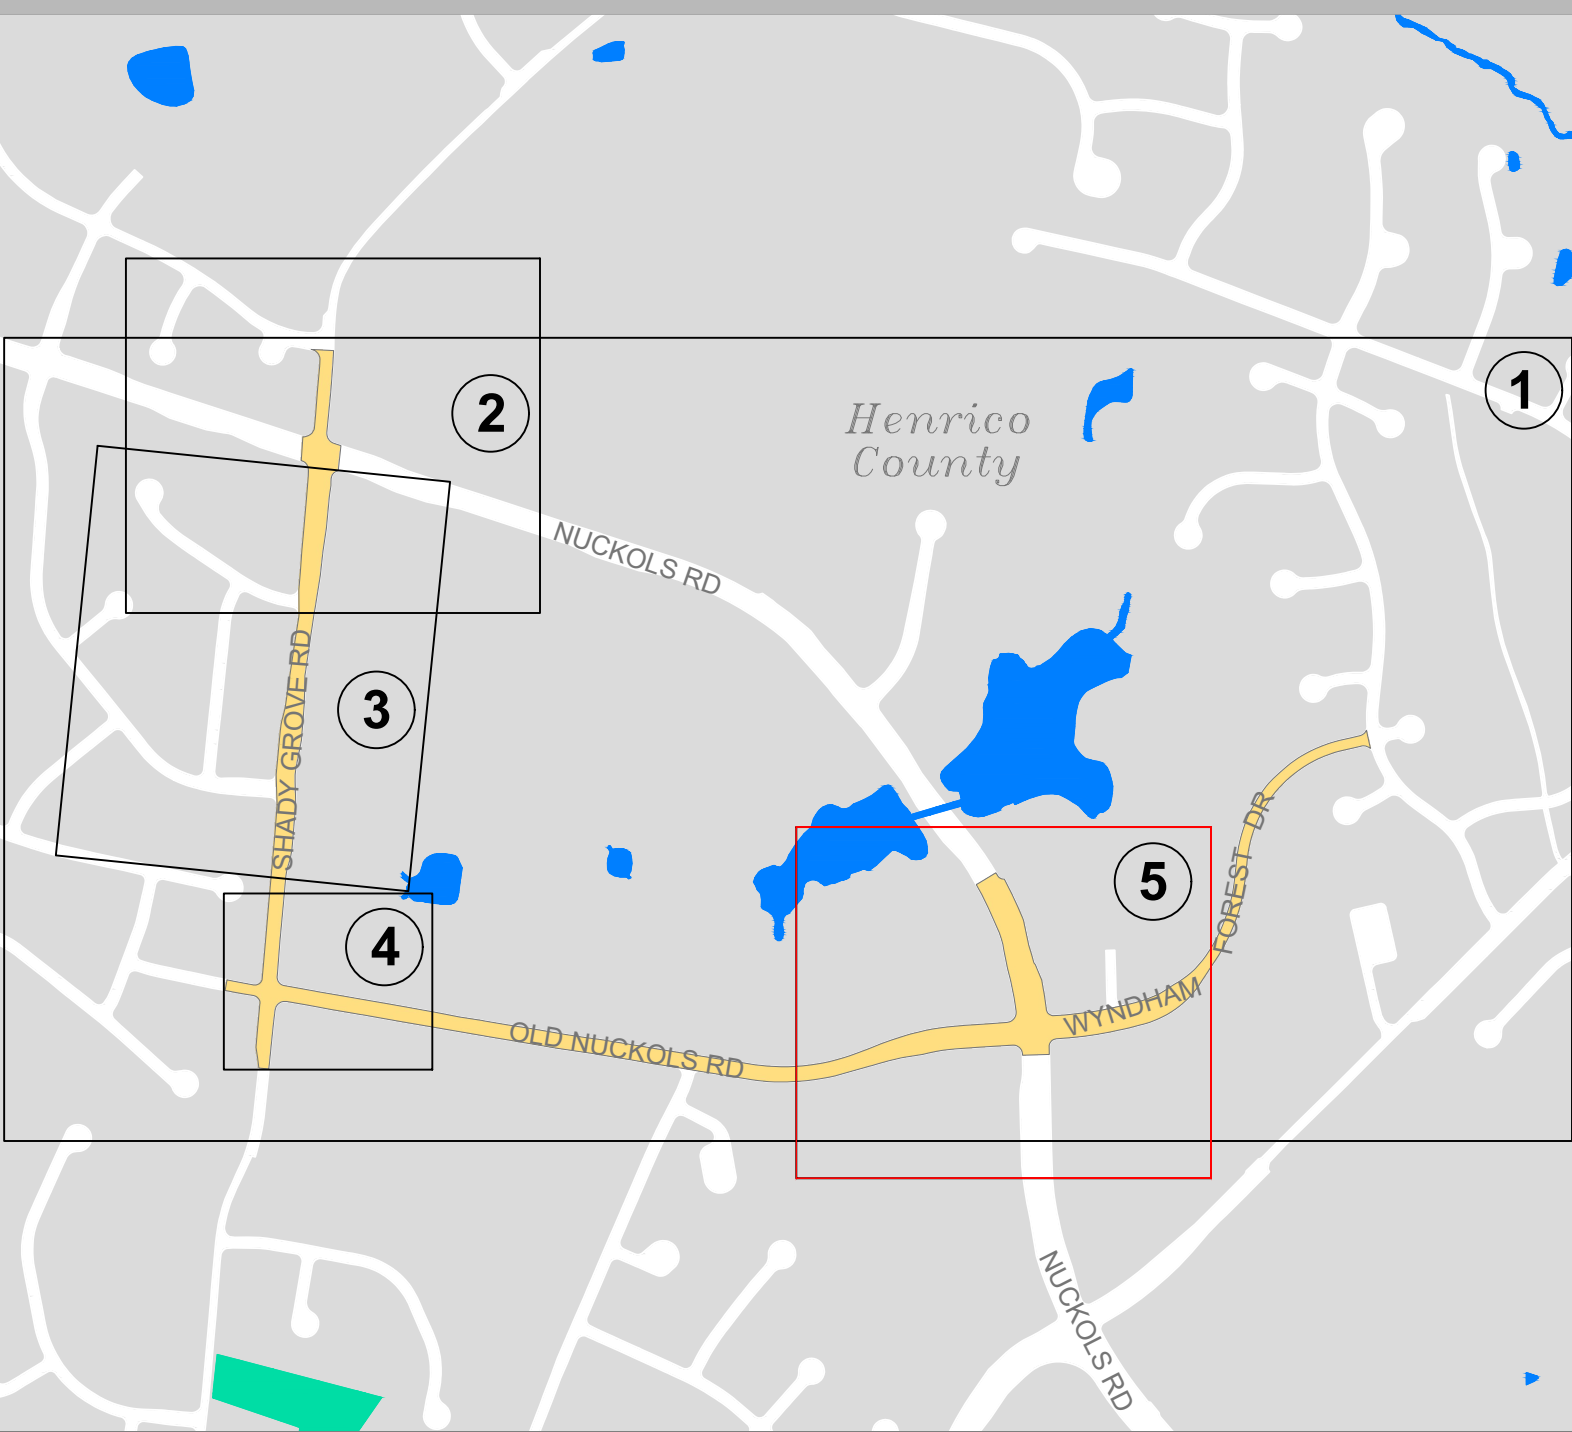 1
2
Henrico
County
NUCKOLS RD
SHADY GROVE RD
3
5
FOREST DR
4
WYNDHAM
OLD NUCKOLS RD
NUCKOLS RD